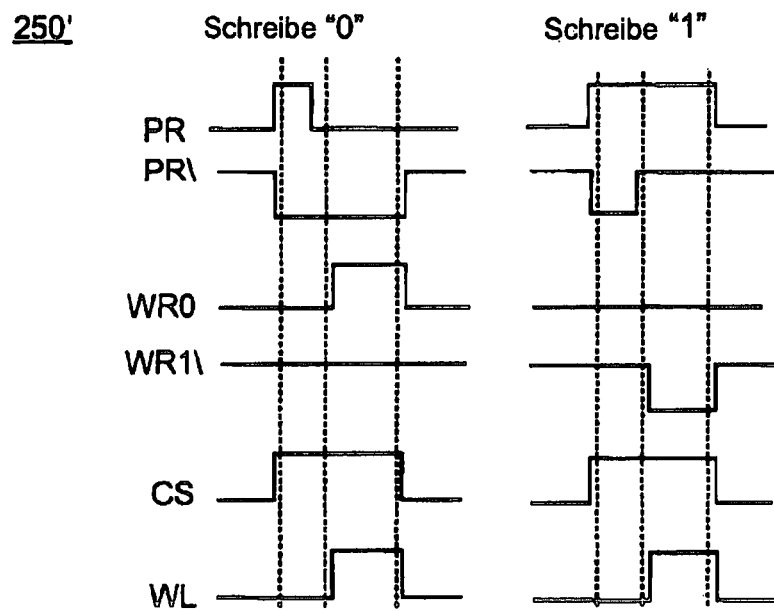 250'
Schreibe "0"
Schreibe "1"
PR
PR\
WR0
WR1\
CS
WL